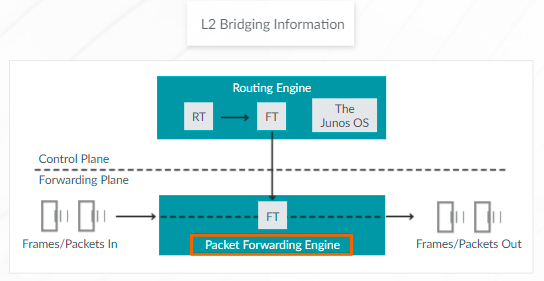 L2 Bridging Information
Routing Engine
RT
FT
The
Junos OS
Control Plane
Forwarding Plane
FT
Frames/Packets In
Packet Forwarding Engine
Frames/Packets Out